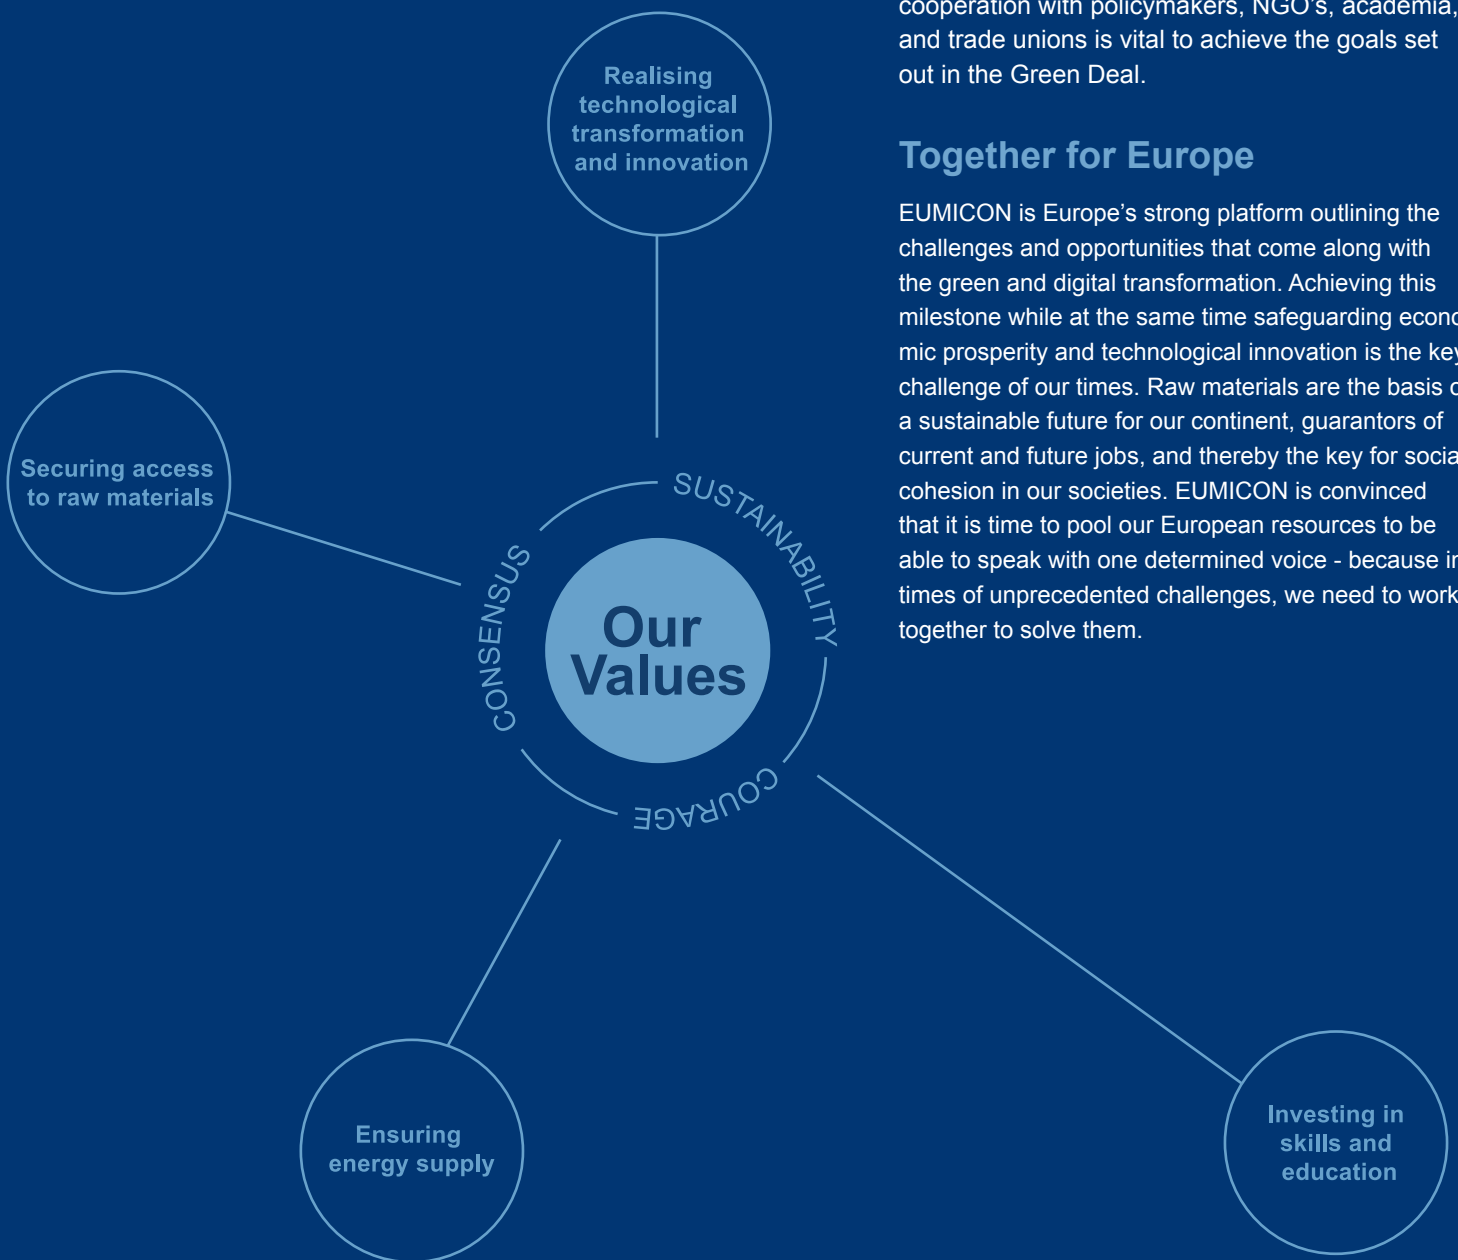 cooperation with policymakers, NGO's, academia,
and trade unions is vital to achieve the goals set
out in the Green Deal.
Together for Europe
EUMICON is Europe's strong platform outlining the
challenges and opportunities that come along with
the green and digital transformation. Achieving this
milestone while at the same time safeguarding econo
mic prosperity and technological innovation is the key
challenge of our times. Raw materials are the basis
a sustainable future for our continent, guarantors of
current and future jobs, and thereby the key for socia
cohesion in our societies. EUMICON is convinced
that it is time to pool our European resources to be
able to speak with one determined voice - because in
times of unprecedented challenges, we need to work
together to solve them.
Realising
technological
transformation
and innovation
Securing access
to raw materials
SUSTAINABILITY
CONSENSUS
Our
Values
COURAGE
Ensuring
energy supply
Investing in
skills and
education